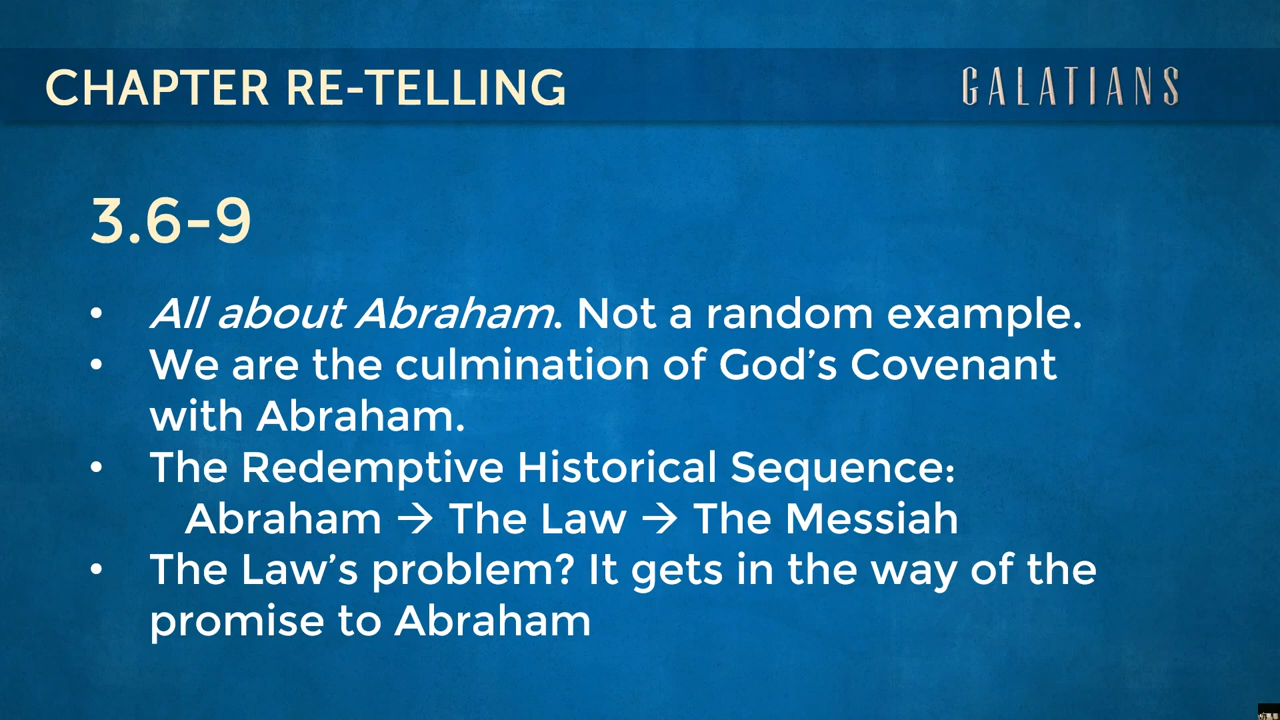 CHAPTER RE-TELLING
GALATIANS
3.6-9
• All about Abraham. Not a random example.
• We are the culmination of God’s Covenant
with Abraham.
• The Redemptive Historical Sequence:
Abraham → The Law → The Messiah
• The Law’s problem? It gets in the way of the
promise to Abraham